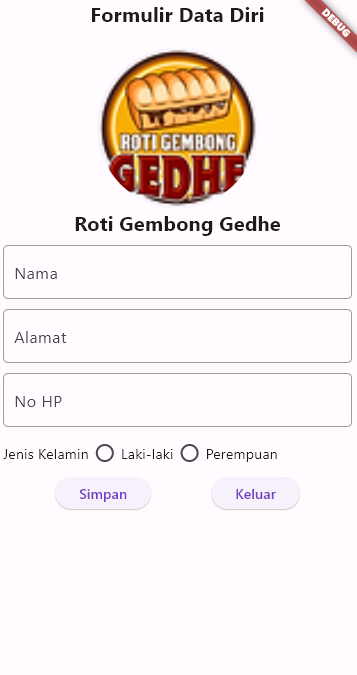 Formulir Data Diri
DEBUG
ROTI GEMBONG
GEDHE
Roti Gembong Gedhe
Nama
Alamat
No HP
Jenis Kelamin Laki-laki Perempuan
Simpan Keluar